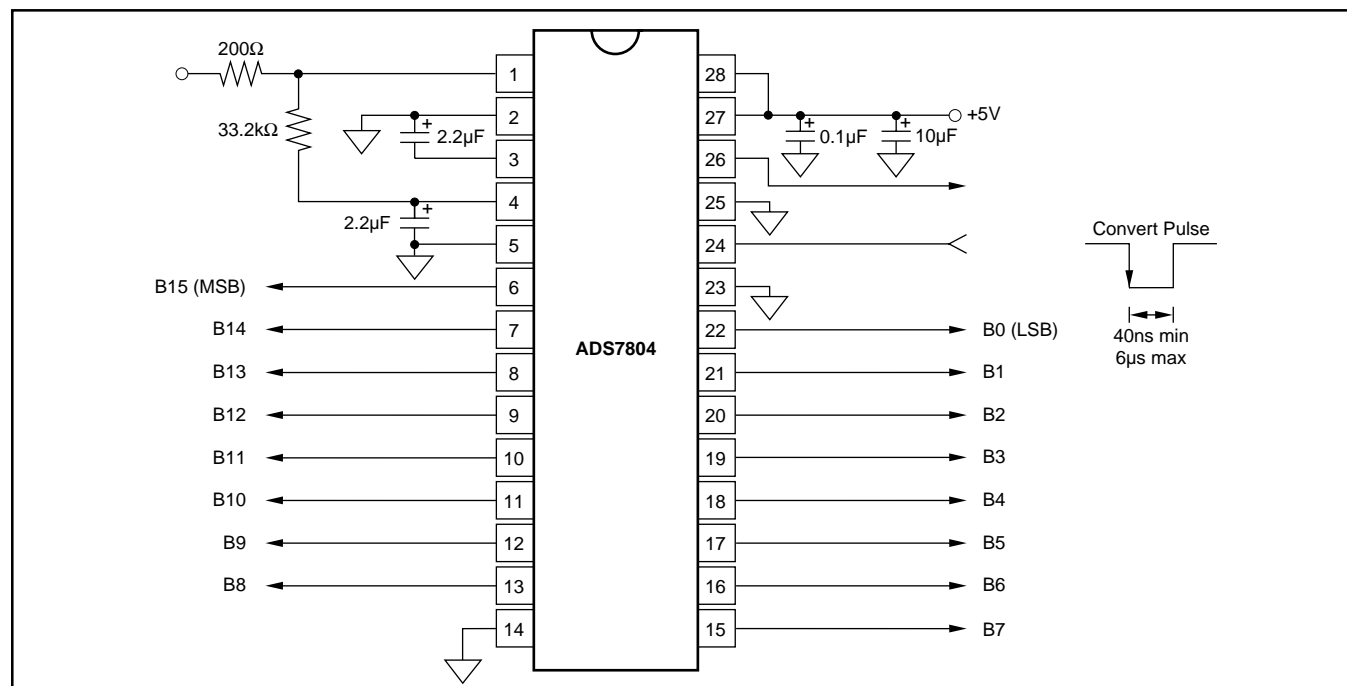 200Ω
33.2kΩ
+
2.2µF
+
2.2µF
1
2
3
4
5
6
7
8
9
10
11
12
13
14
B15 (MSB)
B14
B13
B12
B11
B10
B9
B8
ADS7804
28
27
26
25
24
23
22
21
20
19
18
17
16
15
+
0.1µF
+
10µF
+5V
B0 (LSB)
B1
B2
B3
B4
B5
B6
B7
Convert Pulse
40ns min
6µs max